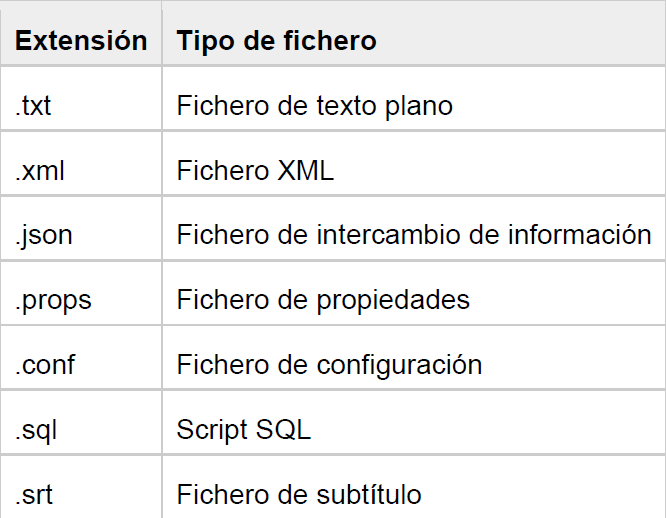 Extensión Tipo de fichero
.txt Fichero de texto plano
.xml Fichero XML
.json Fichero de intercambio de información
.props Fichero de propiedades
.conf Fichero de configuración
.sql Script SQL
.srt Fichero de subtítulo